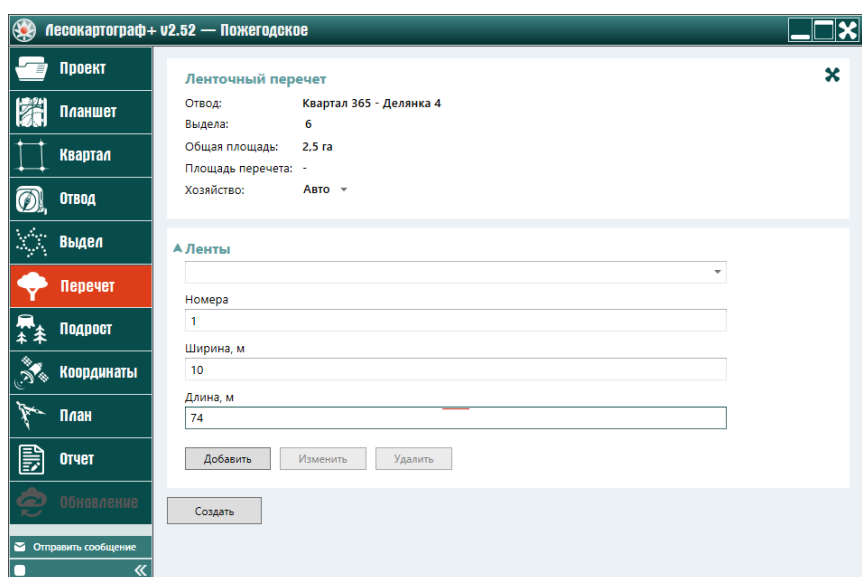 Лесокартограф+ v2.52 — Пожегодское
Проект
Планшет
Квартал
Отвод
Выдел
Перечет
Подрост
Координаты
План
Отчет
Обновление
Отправить сообщение
Ленточный перечет
Отвод: Квартал 365 - Делянка 4
Выдела: 6
Общая площадь: 2,5 га
Площадь перечета: -
Хозяйство: Авто
Ленты
Номера
1
Ширина, м
10
Длина, м
74
Добавить Изменить Удалить
Создать